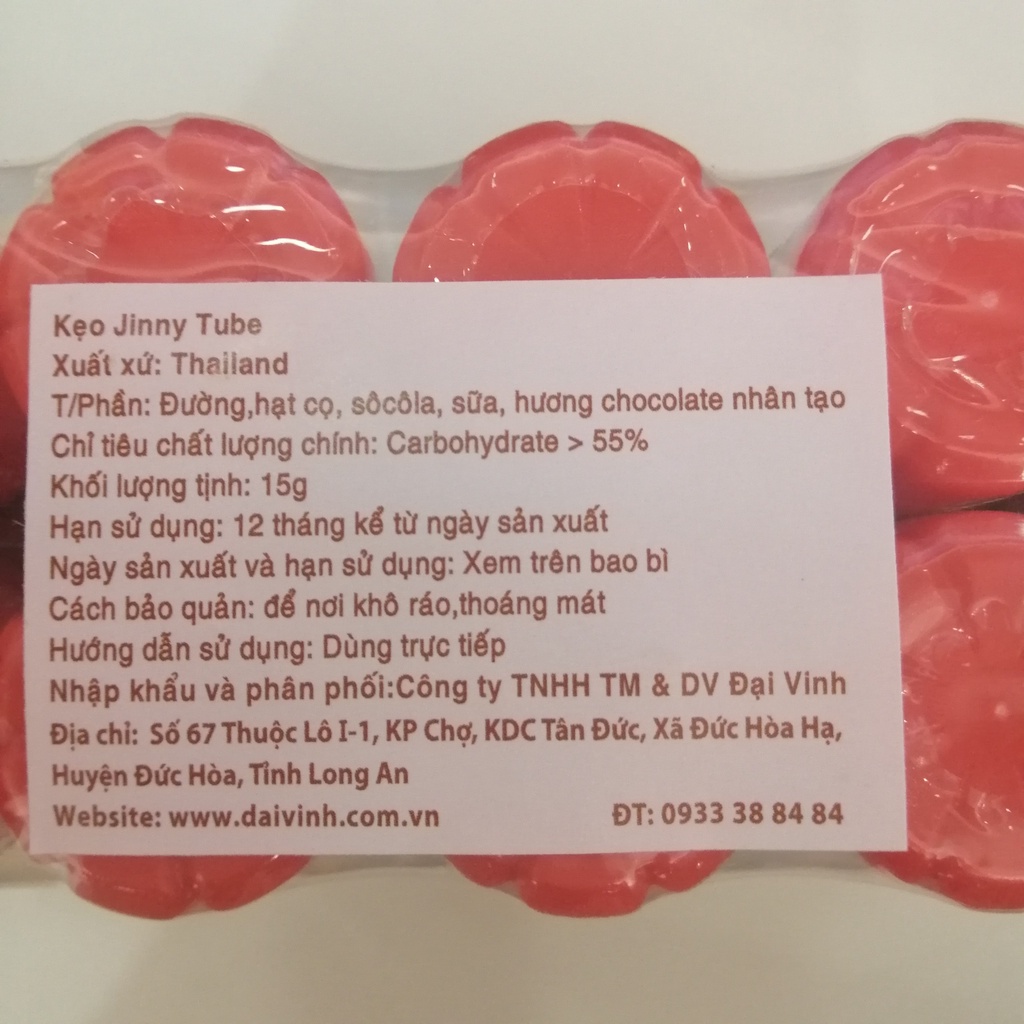 Kẹo Jinny Tube
Xuất xứ: Thailand
T/Phần: Đường,hạt cọ, sôcôla, sữa, hương chocolate nhân tạo
Chỉ tiêu chất lượng chính: Carbohydrate > 55%
Khối lượng tịnh: 15g
Hạn sử dụng: 12 tháng kể từ ngày sản xuất
Ngày sản xuất và hạn sử dụng: Xem trên bao bì
Cách bảo quản: để nơi khô ráo,thoáng mát
Hướng dẫn sử dụng: Dùng trực tiếp
Nhập khẩu và phân phối:Công ty TNHH TM & DV Đại Vinh
Địa chỉ: Số 67 Thuộc Lô I-1, KP Chợ, KDC Tân Đức, Xã Đức Hòa Hạ,
Huyện Đức Hòa, Tỉnh Long An
Website: www.daivinh.com.vn ĐT: 0933 38 84 84